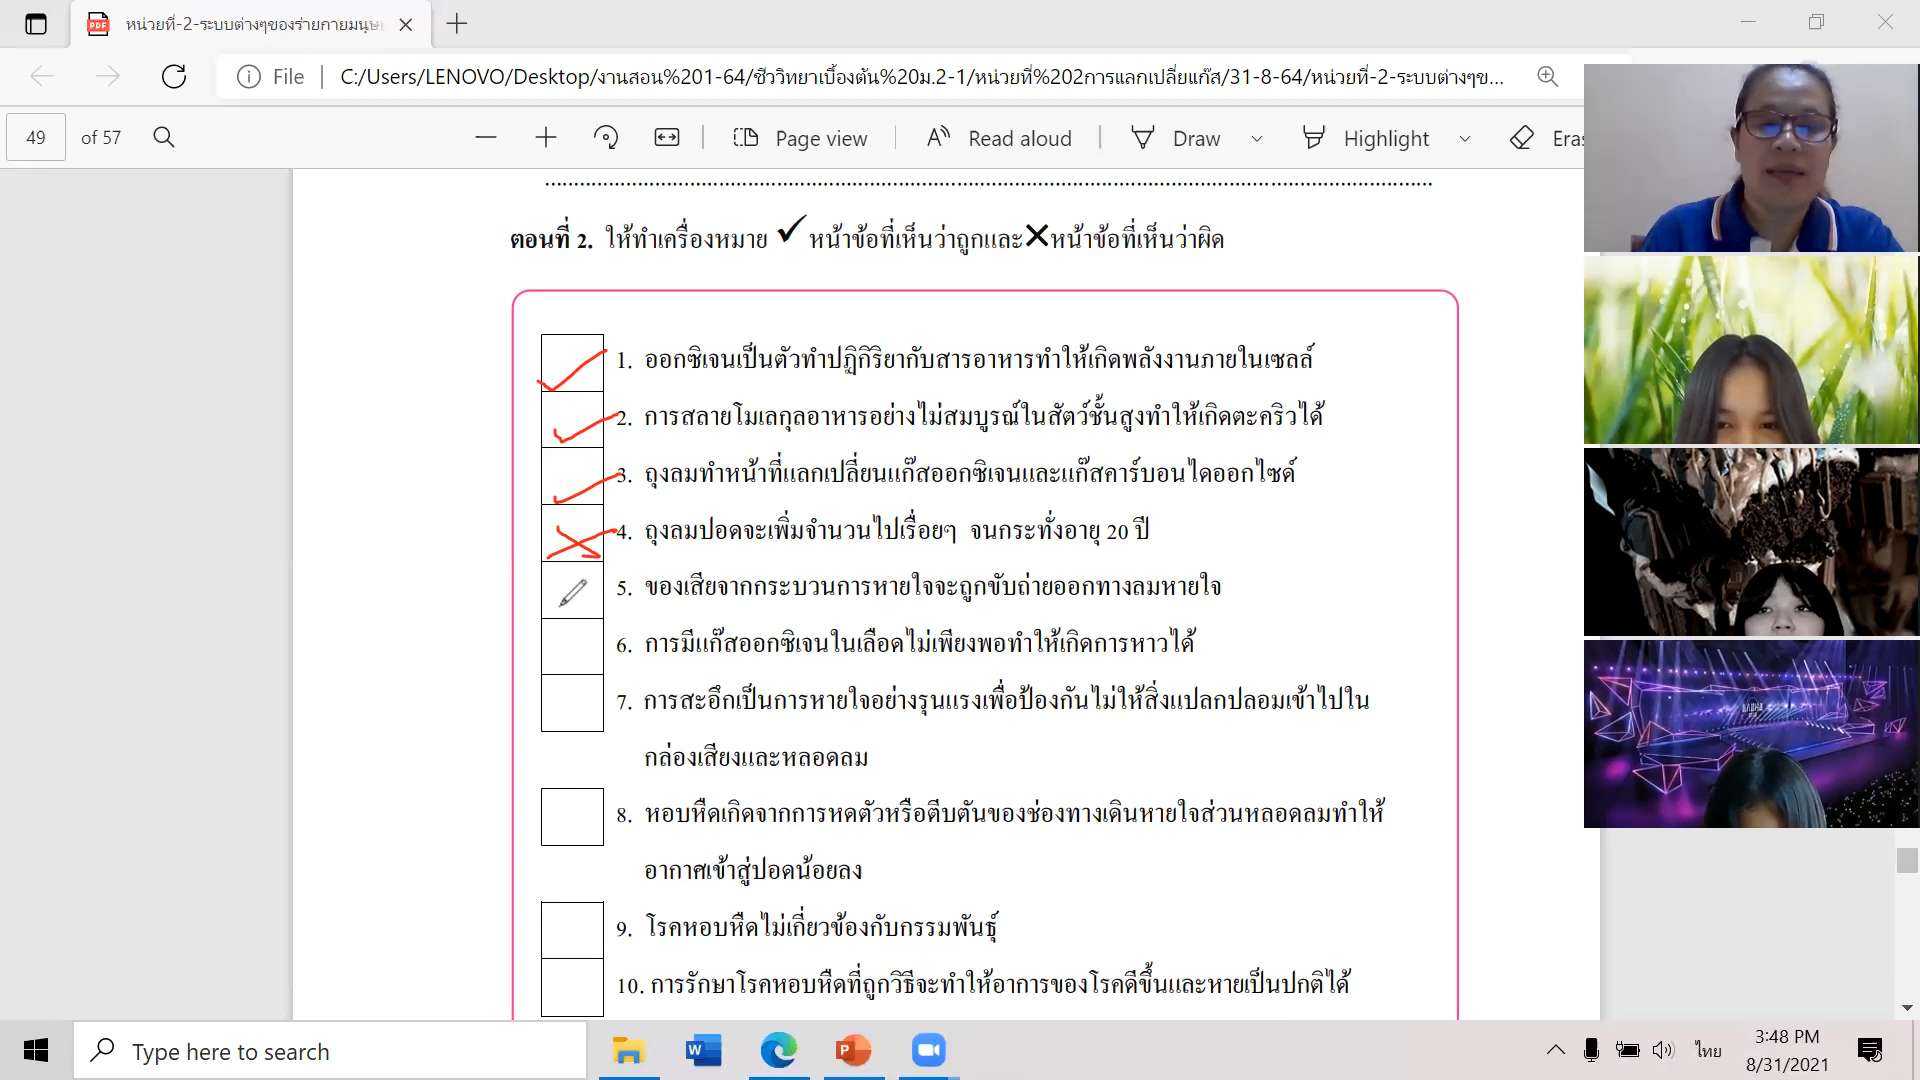 หน่วยที่-2-ระบบต่างๆของร่ายกายมนุษ
File
C:/Users/LENOVO/Desktop/งานสอน%201-64/ชีววิทยาเบื้องต้น%20ม.2-1/หน่วยที่%202การแลกเปลี่ยแก๊ส/31-8-64/หน่วยที่-2-ระบบต่างๆข...
49 of 57
Page view
Read aloud
Draw
Highlight
Eras
ตอนที่ 2. ให้ทำเครื่องหมาย ✓ หน้าข้อที่เห็นว่าถูกและ ✕ หน้าข้อที่เห็นว่าผิด
1. ออกซิเจนเป็นตัวทำปฏิกิริยากับสารอาหารทำให้เกิดพลังงานภายในเซลล์
2. การสลายโมเลกุลอาหารอย่างไม่สมบูรณ์ในสัตว์ชั้นสูงทำให้เกิดตะคริวได้
3. ถุงลมทำหน้าที่แลกเปลี่ยนแก๊สออกซิเจนและแก๊สคาร์บอนไดออกไซด์
4. ถุงลมปอดจะเพิ่มจำนวนไปเรื่อยๆ จนกระทั่งอายุ 20 ปี
5. ของเสียจากกระบวนการหายใจจะถูกขับถ่ายออกทางลมหายใจ
6. การมีแก๊สออกซิเจนในเลือดไม่เพียงพอทำให้เกิดการหาวได้
7. การสะอึกเป็นการหายใจอย่างรุนแรงเพื่อป้องกันไม่ให้สิ่งแปลกปลอมเข้าไปใน
กล่องเสียงและหลอดลม
8. หอบหืดเกิดจากการหดตัวหรือตีบตันของช่องทางเดินหายใจส่วนหลอดลมทำให้
อากาศเข้าสู่ปอดน้อยลง
9. โรคหอบหืดไม่เกี่ยวข้องกับกรรมพันธุ์
10. การรักษาโรคหอบหืดที่ถูกวิธีจะทำให้อาการของโรคดีขึ้นและหายเป็นปกติได้
Type here to search
ไทย
3:48 PM
8/31/2021